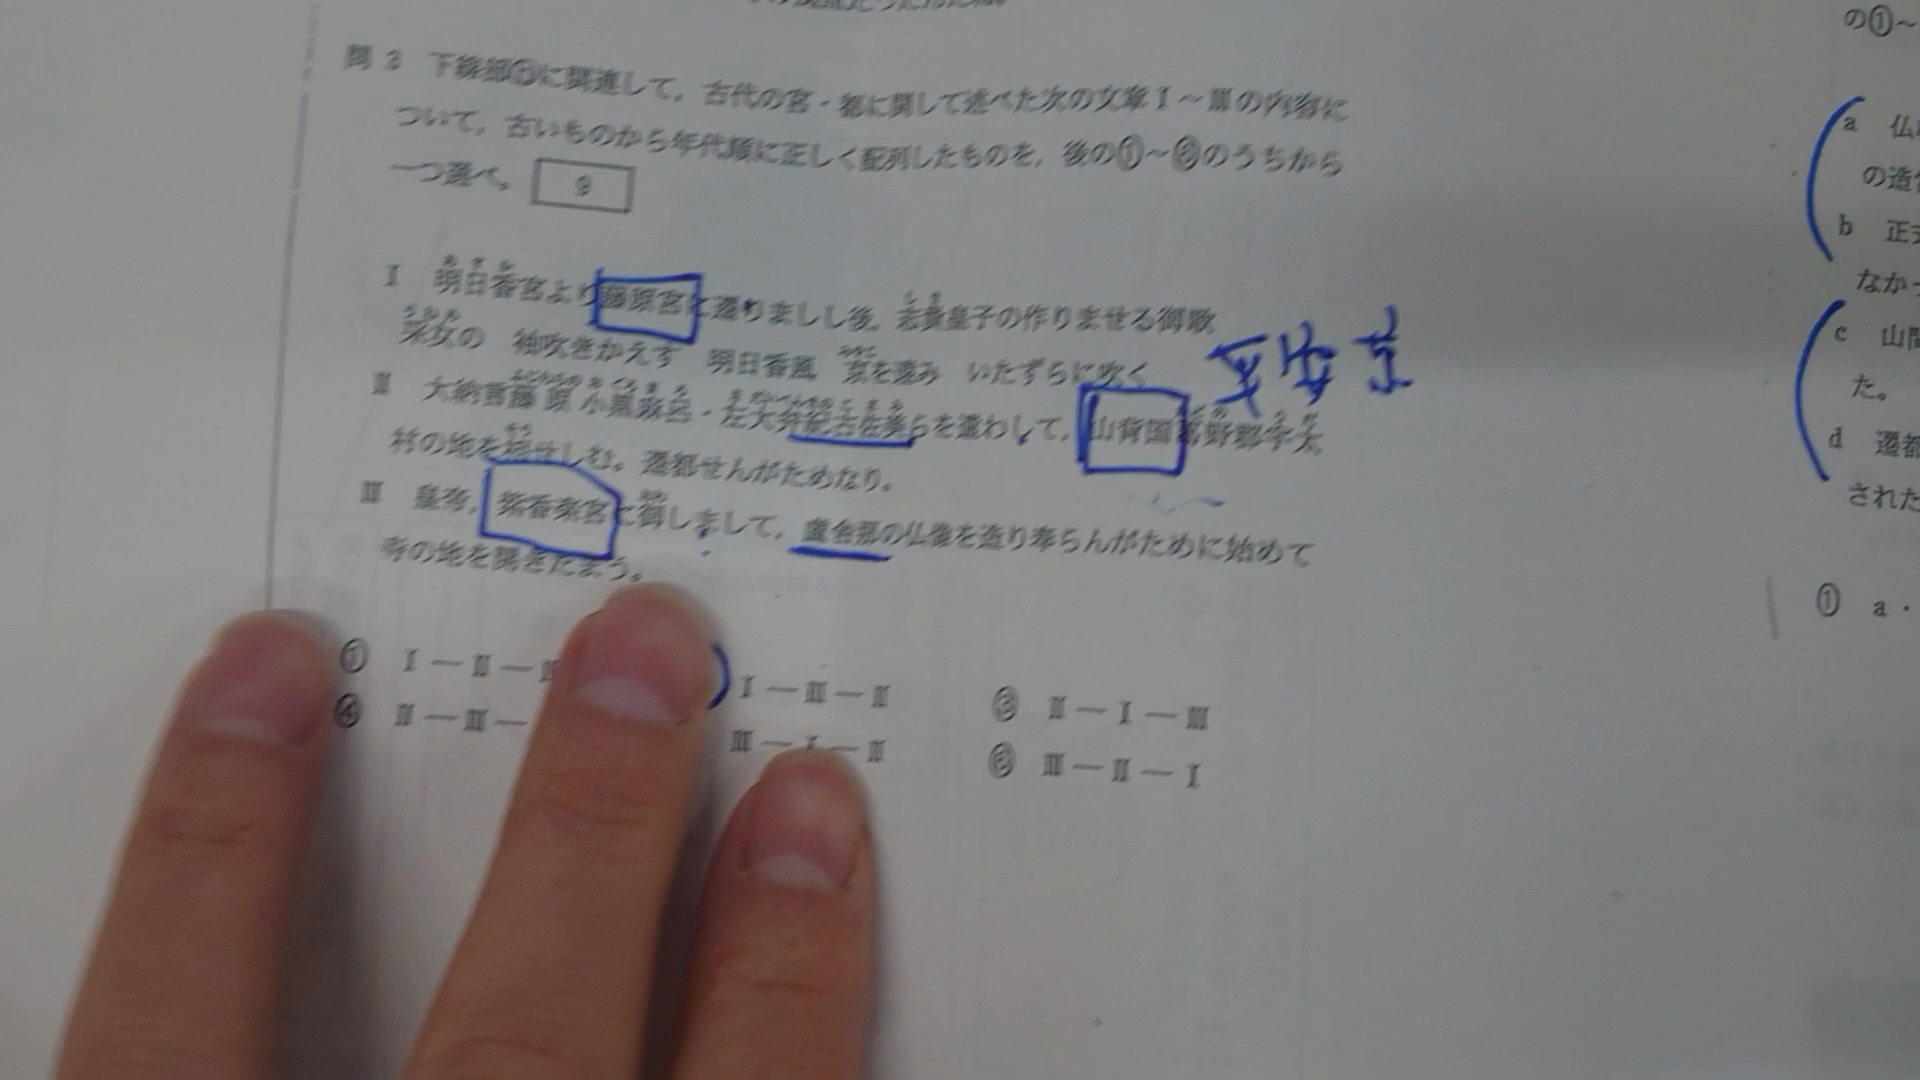 問3 下線部①に関連して，古代の宮・都に関して述べた次の文章Ⅰ～Ⅲの内容に
ついて，古いものから年代順に正しく配列したものを，後の①～⑥のうちから
一つ選べ。 9
Ⅰ 明日香宮より藤原宮に遷りましし後，志貴皇子の作りませる御歌
采女の 袖吹きかえす 明日香風 京を遠み いたずらに吹く
平安京
Ⅱ 大納言藤原小黒麻呂・左大弁紀古佐美らを遣わして，山背国葛野郡宇太
村の地を せしむ。遷都せんがためなり。
Ⅲ 皇帝，紫香楽宮に御しまして，盧舎那の仏像を造り奉らんがために始めて
寺の地を開きたまう。
① Ⅰ－Ⅱ－
Ⅰ－Ⅲ－Ⅱ
③ Ⅱ－Ⅰ－Ⅲ
④ Ⅱ－Ⅲ－
Ⅲ－Ⅰ－Ⅱ
⑥ Ⅲ－Ⅱ－Ⅰ
の①～
a 仏
の造
b 正式
なかっ
c 山
た。
d 遷都
された
① a・